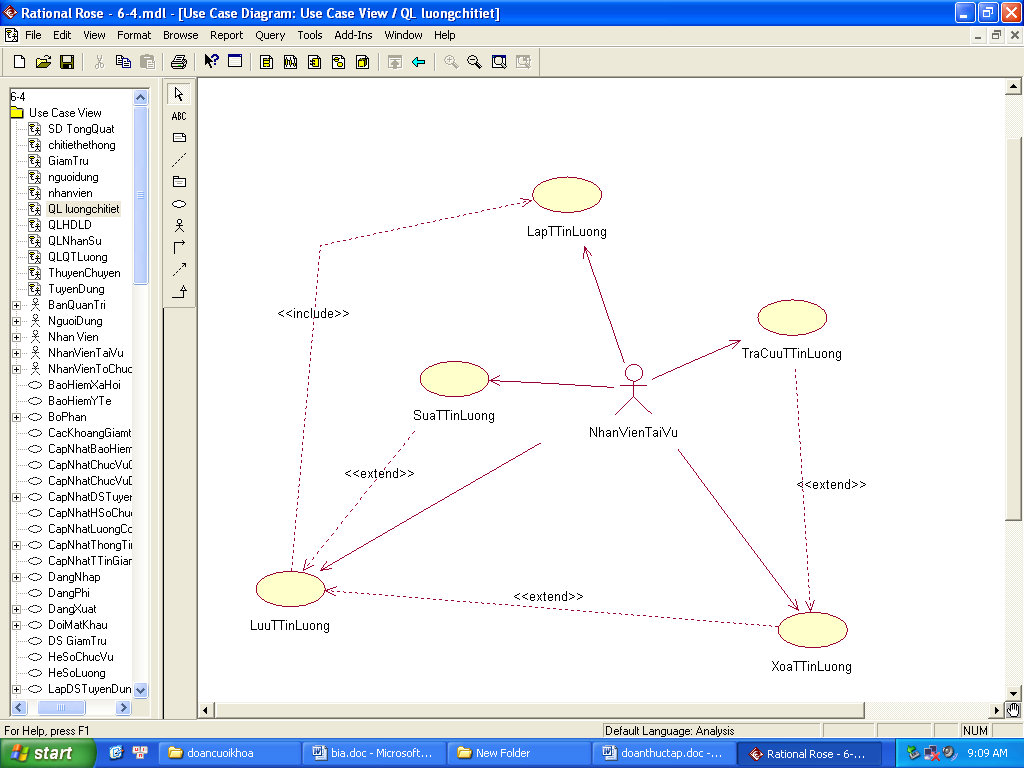 Rational Rose - 6-4.mdl - [Use Case Diagram: Use Case View / QL luongchitiet]
File Edit View Format Browse Report Query Tools Add-Ins Window Help
6-4
Use Case View
SD TongQuat
chitiethethong
GiamTru
nguoidung
nhanvien
QL luongchitiet
QLHDLD
QLNhanSu
QLQTLuong
ThuyenChuyen
TuyenDung
BanQuanTri
NguoiDung
Nhan Vien
NhanVienTaiVu
NhanVienToChuc
BaoHiemXaHoi
BaoHiemYTe
BoPhan
CacKhoangGiamt
CapNhatBaoHiem
CapNhatChucVuD
CapNhatChucVuD
CapNhatDSTuyen
CapNhatHSoChuc
CapNhatLuongCo
CapNhatThongTin
CapNhatTTinGian
DangNhap
DangPhi
DangXuat
DoiMatKhau
DS GiamTru
HeSoChucVu
HeSoLuong
LapDSTuyenDun
ABC
LapTTinLuong
<<include>>
TraCuuTTinLuong
SuaTTinLuong
NhanVienTaiVu
<<extend>>
<<extend>>
<<extend>>
LuuTTinLuong
XoaTTinLuong
For Help, press F1
Default Language: Analysis
NUM
start
doancuoikhoa
bia.doc - Microsoft...
New Folder
doanthuctap.doc -...
Rational Rose - 6-...
9:09 AM